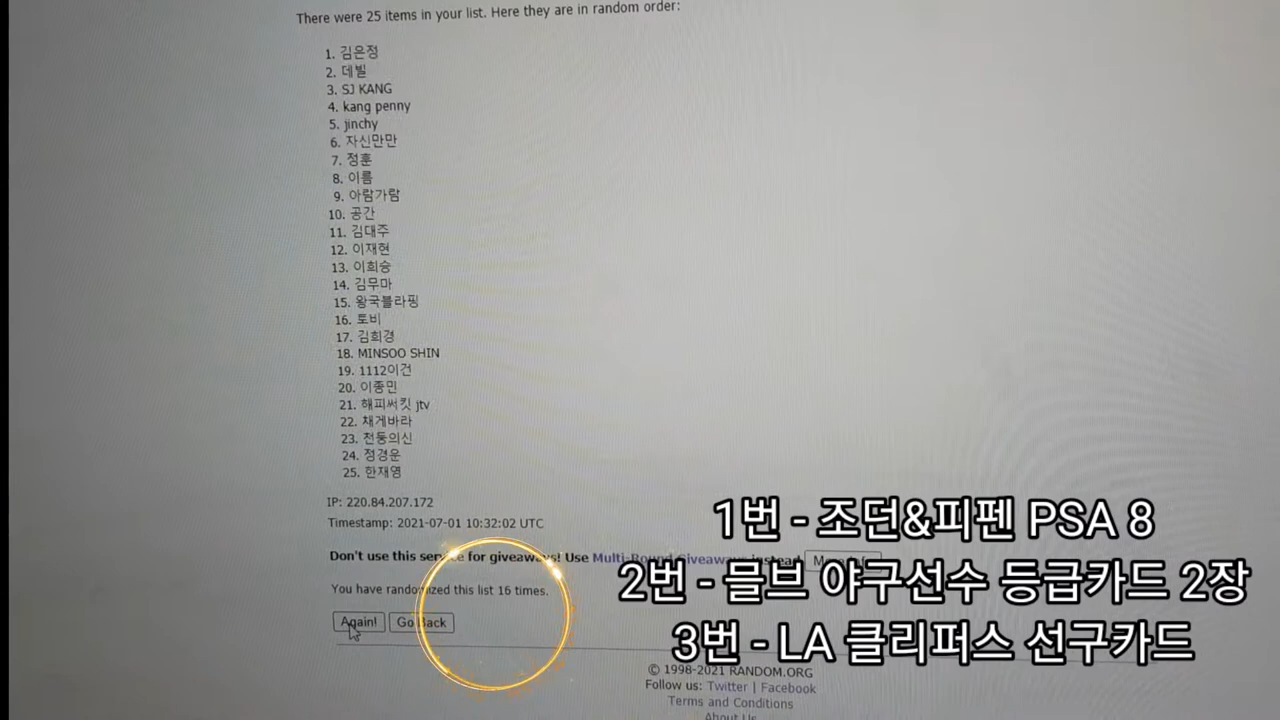 There were 25 items in your list. Here they are in random order:
1. 김은정
2. 데빌
3. SJ KANG
4. kang penny
5. jinchy
6. 자신만만
7. 정훈
8. 이름
9. 아람가람
10. 공간
11. 김대주
12. 이재현
13. 이희승
14. 김무마
15. 왕국블라핑
16. 토비
17. 김희경
18. MINSOO SHIN
19. 1112이건
20. 이종민
21. 해피써킷 jtv
22. 채게바라
23. 전둥의신
24. 정경운
25. 한재영
IP: 220.84.207.172
Timestamp: 2021-07-01 10:32:02 UTC
Don't use this service for giveaways! Use Multi-Round Giveaways instead More Info
You have randomized this list 16 times.
Again! Go Back
1번 - 조던&피펜 PSA 8
2번 - 믈브 야구선수 등급카드 2장
3번 - LA 클리퍼스 선구카드
© 1998-2021 RANDOM.ORG
Follow us: Twitter | Facebook
Terms and Conditions
About Us